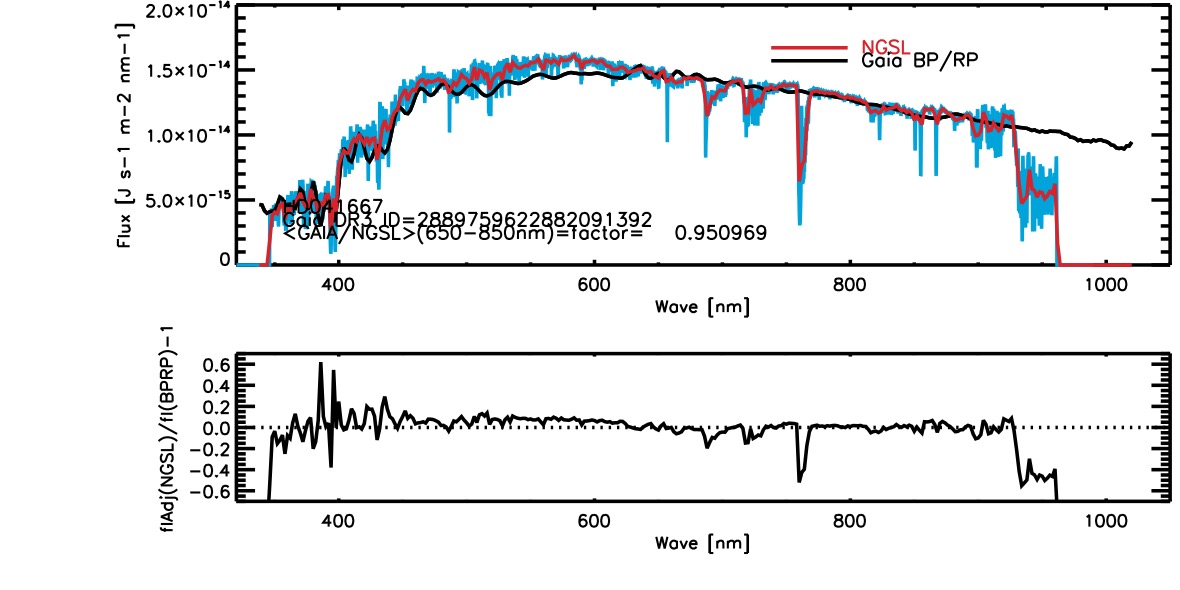 2.0×10⁻¹⁴
1.5×10⁻¹⁴
1.0×10⁻¹⁴
5.0×10⁻¹⁵
0
Flux [J s−1 m−2 nm−1]
NGSL
Gaia BP/RP
HD041667
Gaia DR3 ID=2889759622882091392
<GAIA/NGSL>(650−850nm)=factor= 0.950969
400 600 800 1000
Wave [nm]
flAdj(NGSL)/fl(BPRP)−1
0.6
0.4
0.2
0.0
−0.2
−0.4
−0.6
400 600 800 1000
Wave [nm]